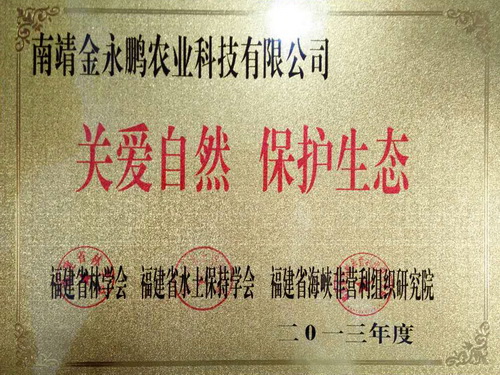 南靖金永鹏农业科技有限公司
关爱自然 保护生态
福建省林学会 福建省水土保持学会 福建省海峡非营利组织研究院
二0一三年度